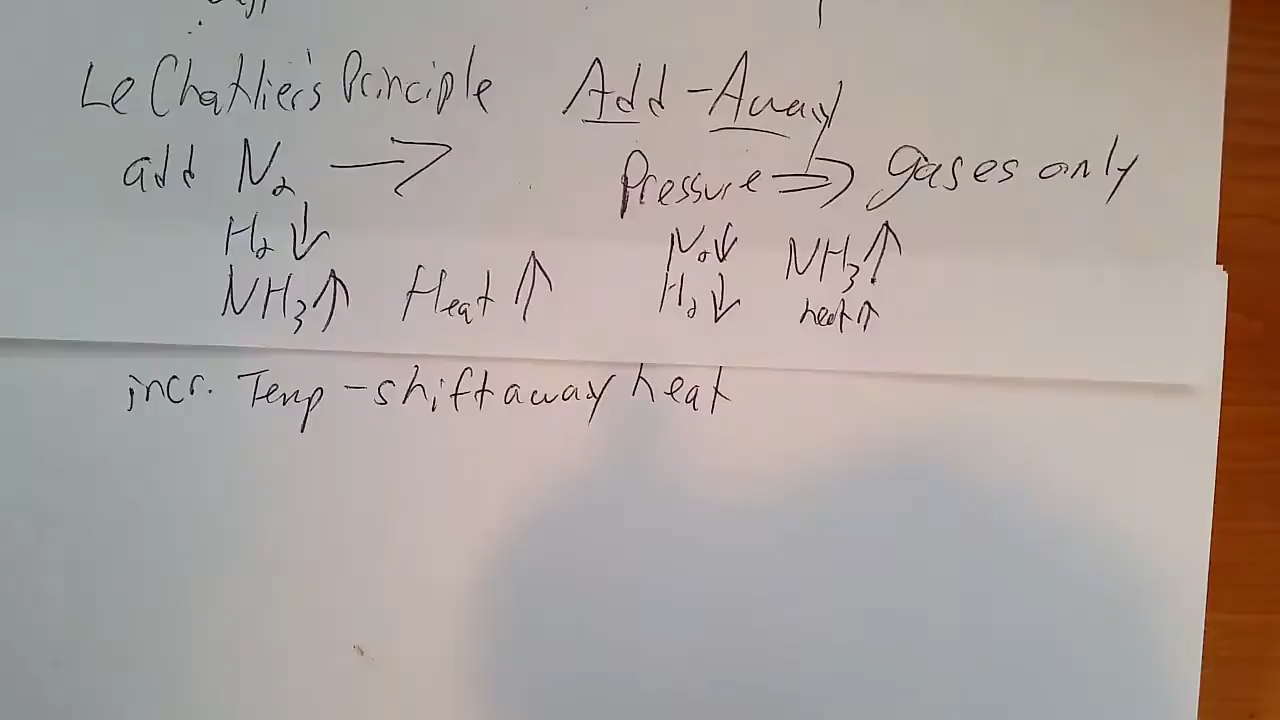 Le Chatlier's Principle Add - Away
add N₂ → Pressure ⇒ gases only
H₂ ↓ N₂ ↓ NH₃ ↑
NH₃ ↑ Heat ↑ H₂ ↓ heat ↑
incr. Temp - shift away heat